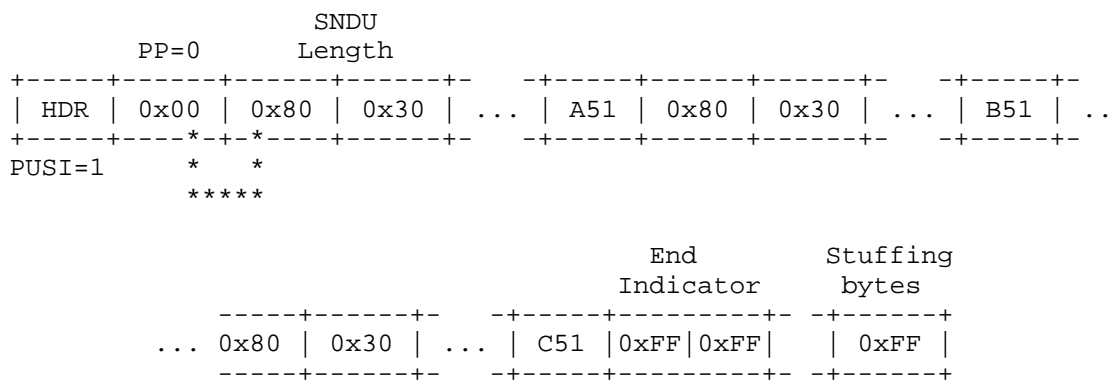 SNDU
          PP=0       Length
+-----+------+------+------+-   -+-----+------+------+-   -+-----+-
| HDR | 0x00 | 0x80 | 0x30 | ... | A51 | 0x80 | 0x30 | ... | B51 | ..
+-----+----*-+-*----+------+-   -+-----+------+------+-   -+-----+-
PUSI=1     *   *
           *****
                                       End       Stuffing
                                     Indicator     bytes
             -----+------+-   -+-----+---------+- -+------+
         ... 0x80 | 0x30 | ... | C51 |0xFF|0xFF|   | 0xFF |
             -----+------+-   -+-----+---------+- -+------+